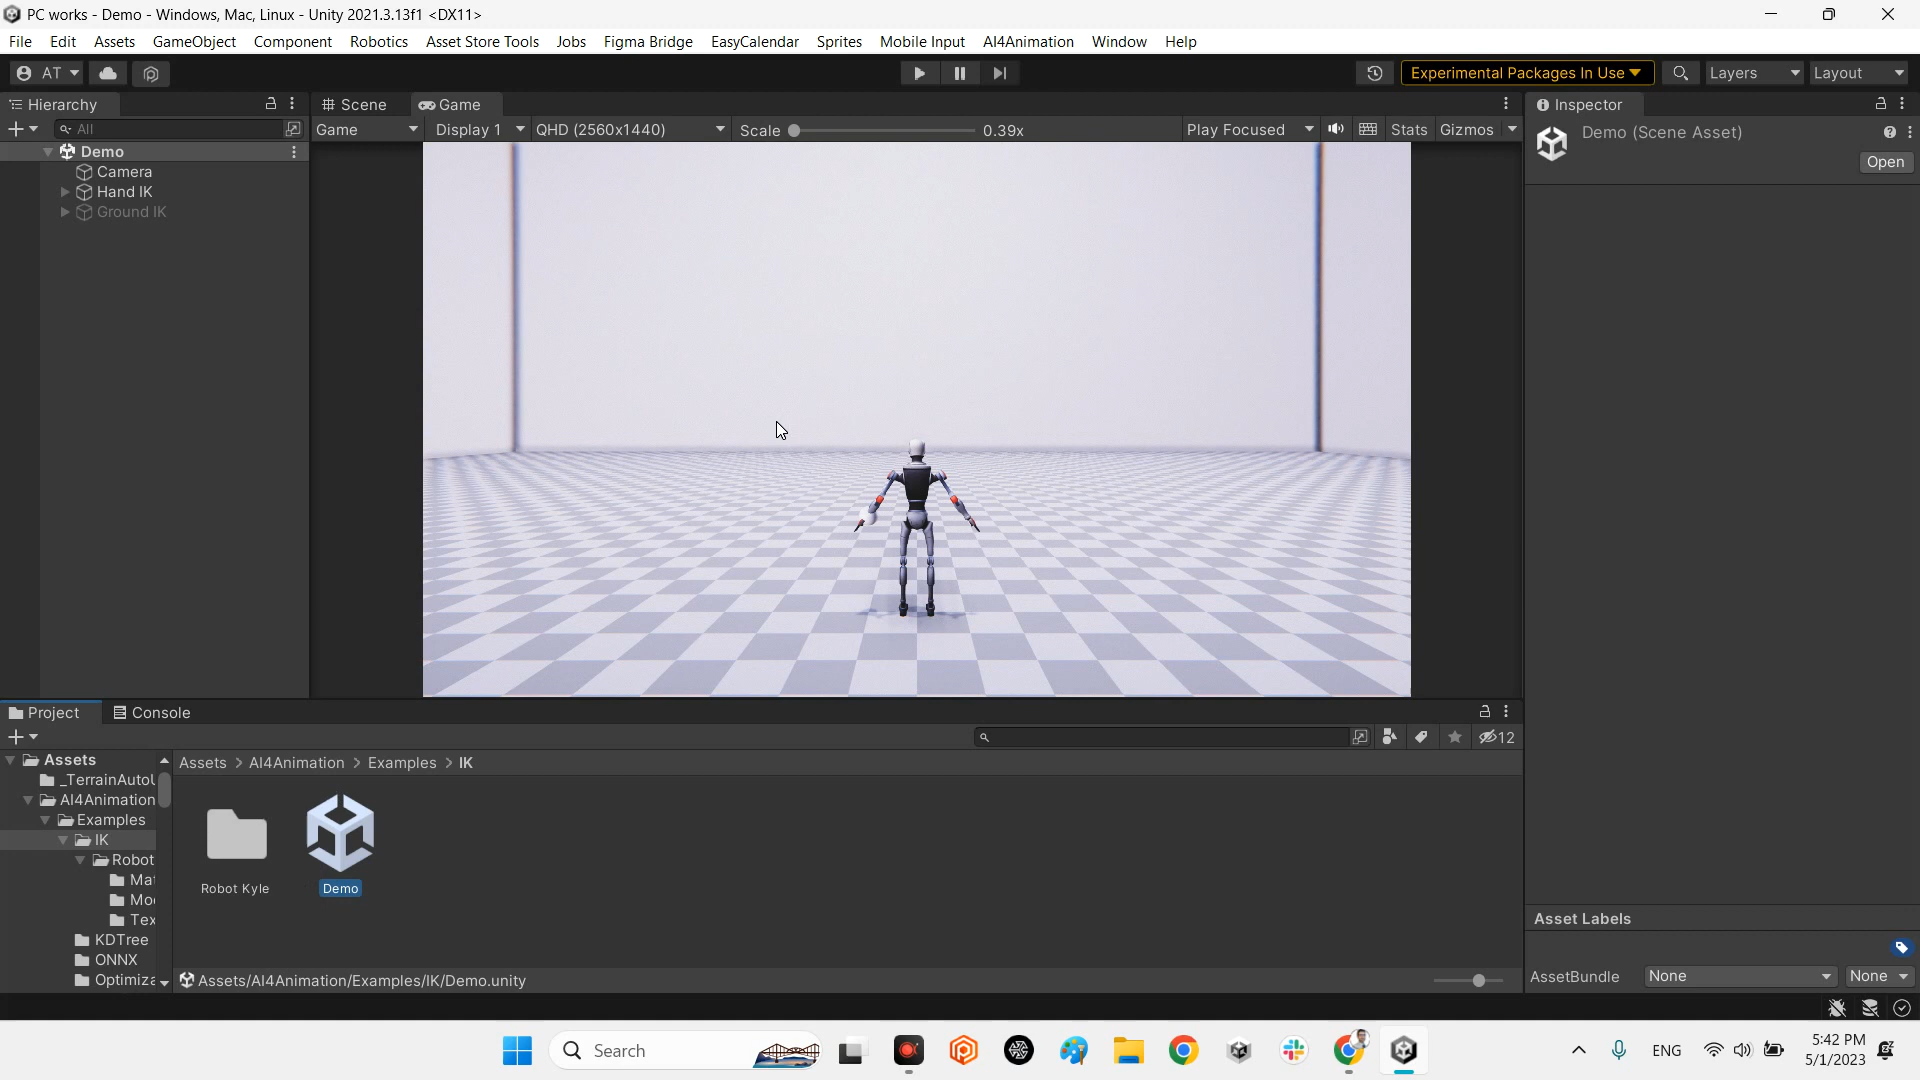 PC works - Demo - Windows, Mac, Linux - Unity 2021.3.13f1 <DX11>
File Edit Assets GameObject Component Robotics Asset Store Tools Jobs Figma Bridge EasyCalendar Sprites Mobile Input AI4Animation Window Help
AT Experimental Packages In Use Layers Layout
Hierarchy Scene Game Inspector
All Game Display 1 QHD (2560x1440) Scale 0.39x Play Focused Stats Gizmos Demo (Scene Asset)
Demo
Open
Camera
Hand IK
Ground IK
Project Console
12
Assets
Assets > AI4Animation > Examples > IK
_TerrainAutoU
AI4Animation
Examples
IK
Robot
Mat
Mod
Tex
KDTree
ONNX
Optimiza
Robot Kyle Demo
Assets/AI4Animation/Examples/IK/Demo.unity
Asset Labels
AssetBundle None None
Search
ENG
5:42 PM
5/1/2023